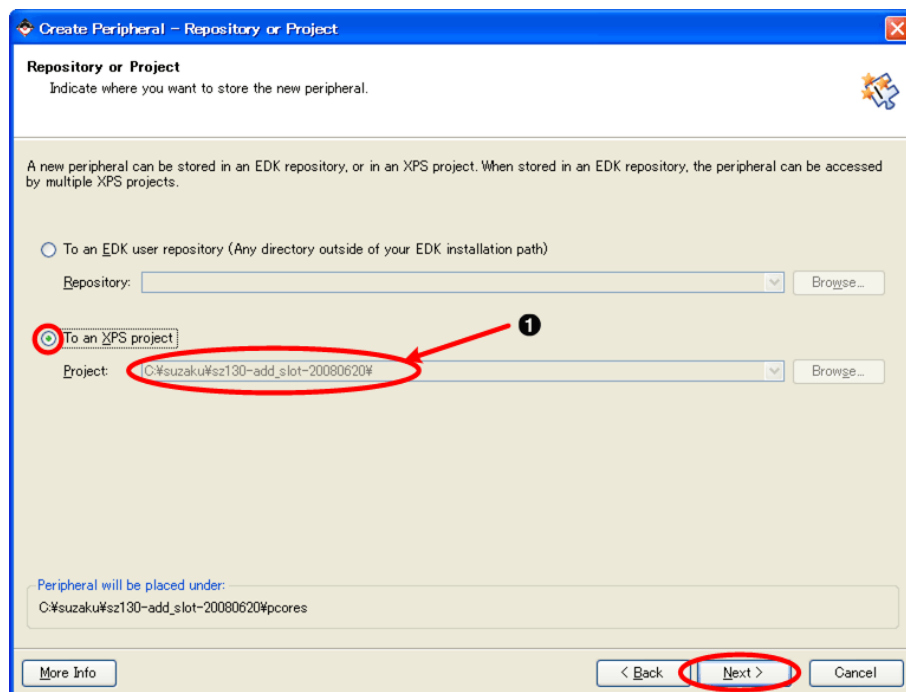 Create Peripheral - Repository or Project
Repository or Project
Indicate where you want to store the new peripheral.
A new peripheral can be stored in an EDK repository, or in an XPS project. When stored in an EDK repository, the peripheral can be accessed
by multiple XPS projects.
To an EDK user repository (Any directory outside of your EDK installation path)
Repository:
Browse...
To an XPS project
❶
Project:
C:¥suzaku¥sz130-add_slot-20080620¥
Browse...
Peripheral will be placed under:
C:¥suzaku¥sz130-add_slot-20080620¥pcores
More Info
< Back
Next >
Cancel